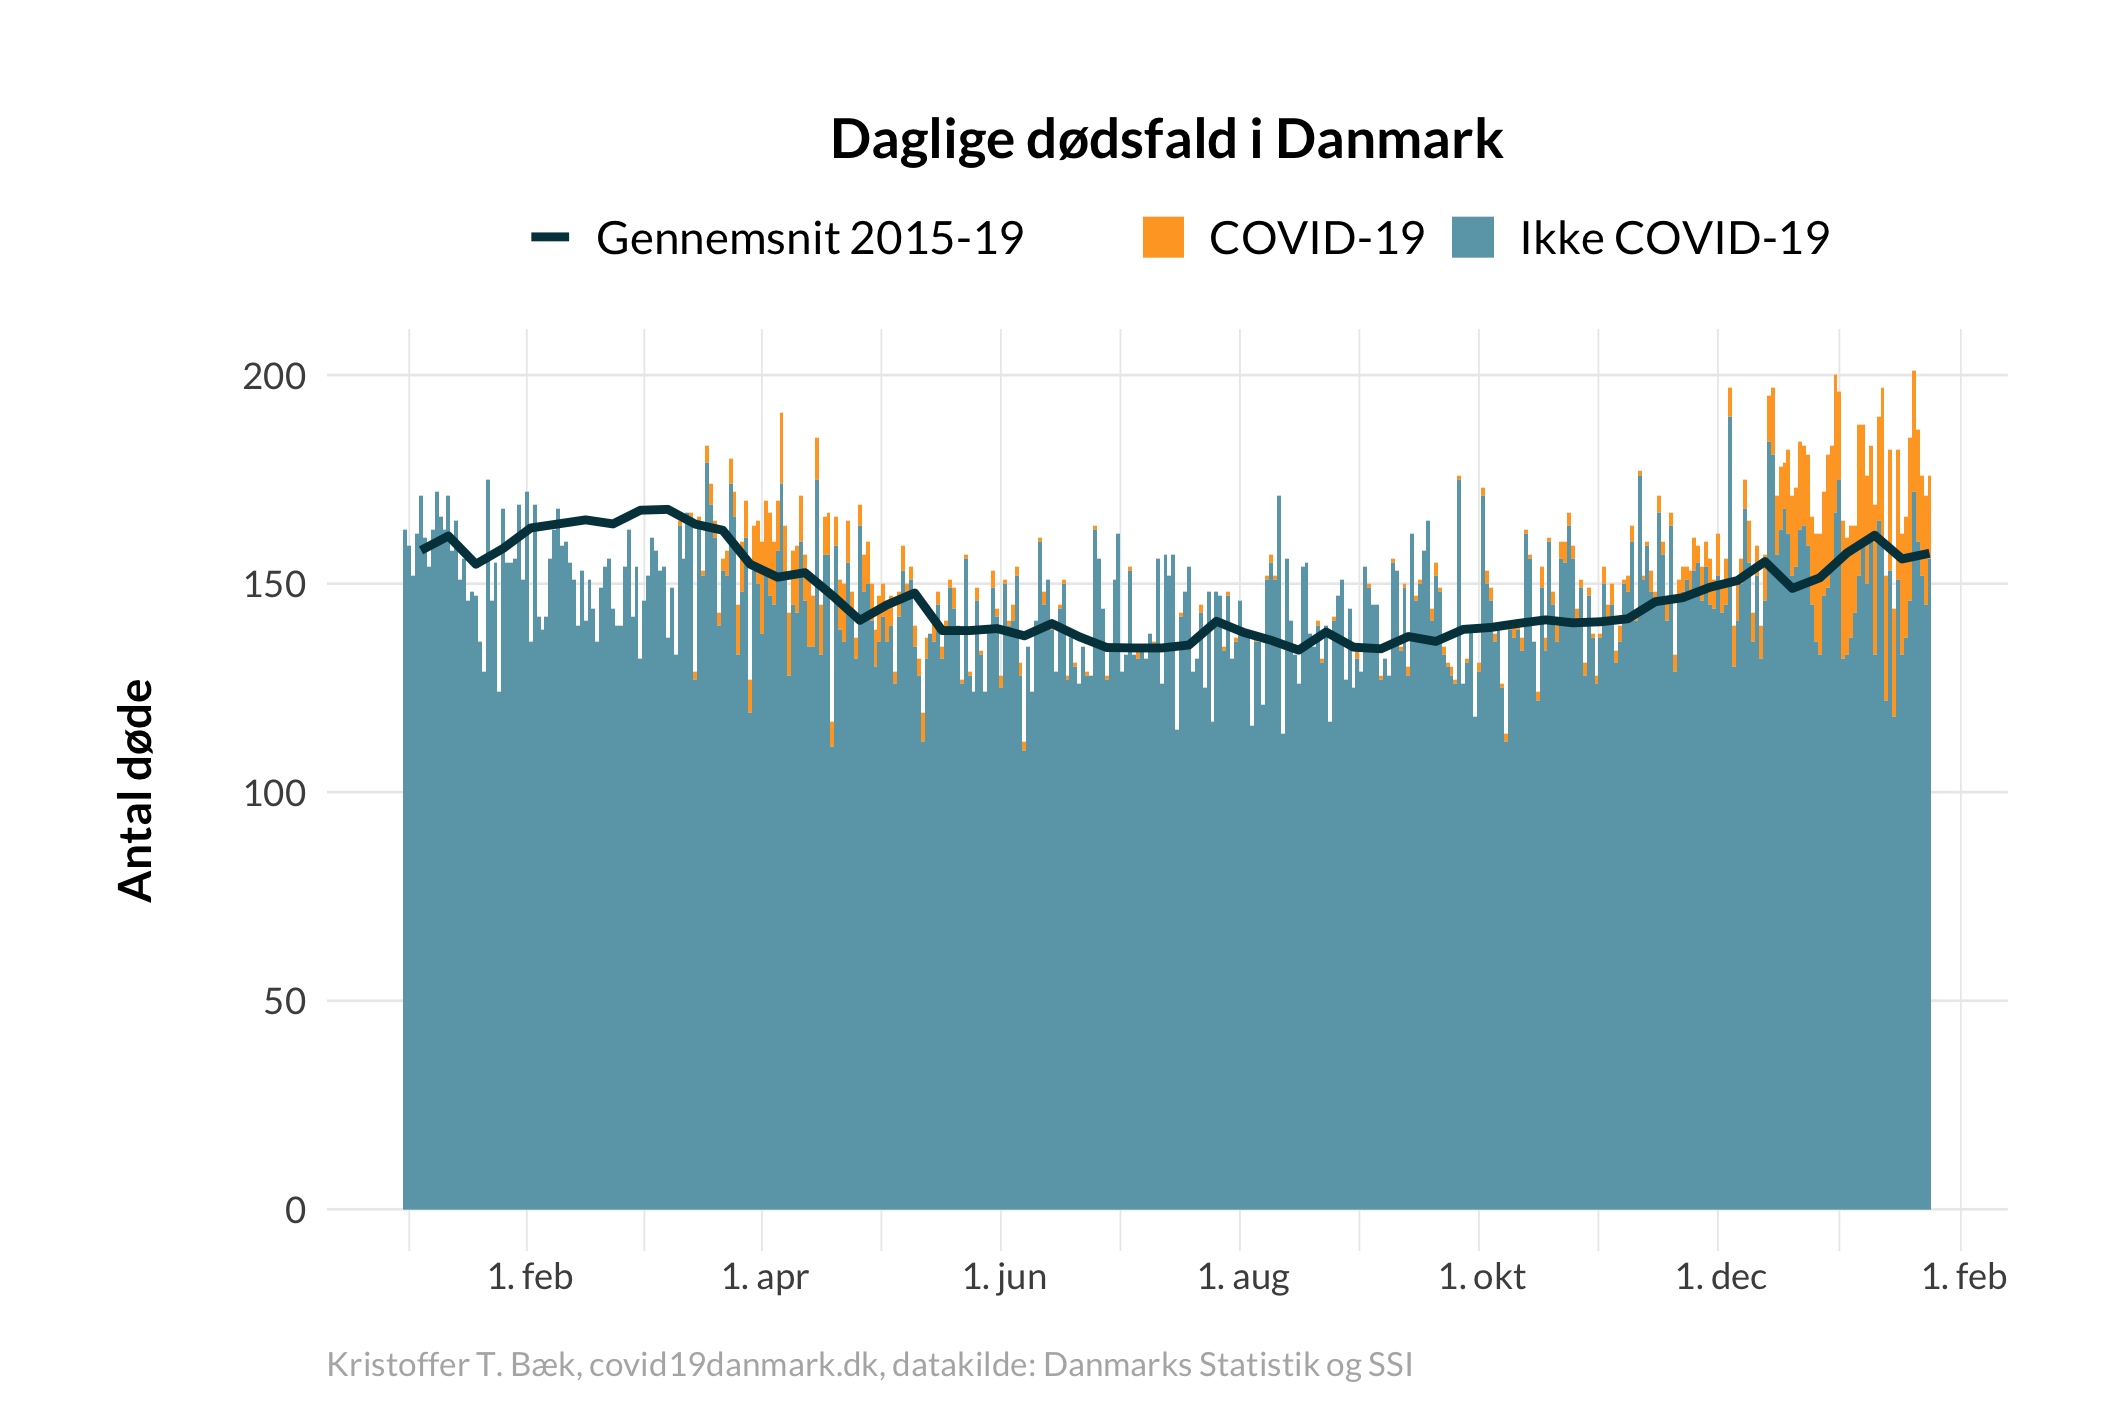 Daglige dødsfald i Danmark
Gennemsnit 2015-19 COVID-19 Ikke COVID-19
Antal døde
200
150
100
50
0
1. feb 1. apr 1. jun 1. aug 1. okt 1. dec 1. feb
Kristoffer T. Bæk, covid19danmark.dk, datakilde: Danmarks Statistik og SSI